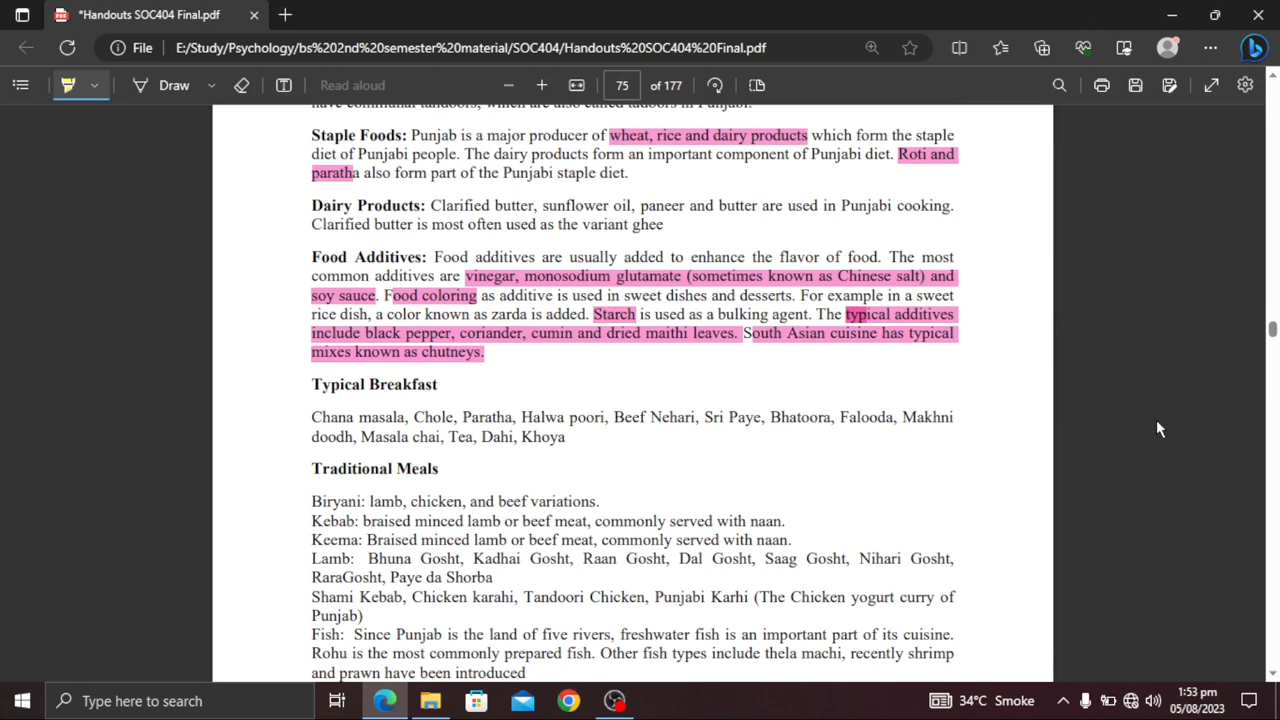 *Handouts SOC404 Final.pdf
File E:/Study/Psychology/bs%202nd%20semester%20material/SOC404/Handouts%20SOC404%20Final.pdf
Draw Read aloud 75 of 177
have communal tandoors, which are also called tadoors in Punjabi.
Staple Foods: Punjab is a major producer of wheat, rice and dairy products which form the staple
diet of Punjabi people. The dairy products form an important component of Punjabi diet. Roti and
paratha also form part of the Punjabi staple diet.
Dairy Products: Clarified butter, sunflower oil, paneer and butter are used in Punjabi cooking.
Clarified butter is most often used as the variant ghee
Food Additives: Food additives are usually added to enhance the flavor of food. The most
common additives are vinegar, monosodium glutamate (sometimes known as Chinese salt) and
soy sauce. Food coloring as additive is used in sweet dishes and desserts. For example in a sweet
rice dish, a color known as zarda is added. Starch is used as a bulking agent. The typical additives
include black pepper, coriander, cumin and dried maithi leaves. South Asian cuisine has typical
mixes known as chutneys.
Typical Breakfast
Chana masala, Chole, Paratha, Halwa poori, Beef Nehari, Sri Paye, Bhatoora, Falooda, Makhni
doodh, Masala chai, Tea, Dahi, Khoya
Traditional Meals
Biryani: lamb, chicken, and beef variations.
Kebab: braised minced lamb or beef meat, commonly served with naan.
Keema: Braised minced lamb or beef meat, commonly served with naan.
Lamb: Bhuna Gosht, Kadhai Gosht, Raan Gosht, Dal Gosht, Saag Gosht, Nihari Gosht,
RaraGosht, Paye da Shorba
Shami Kebab, Chicken karahi, Tandoori Chicken, Punjabi Karhi (The Chicken yogurt curry of
Punjab)
Fish: Since Punjab is the land of five rivers, freshwater fish is an important part of its cuisine.
Rohu is the most commonly prepared fish. Other fish types include thela machi, recently shrimp
and prawn have been introduced
Type here to search 34°C Smoke 1:53 pm
05/08/2023